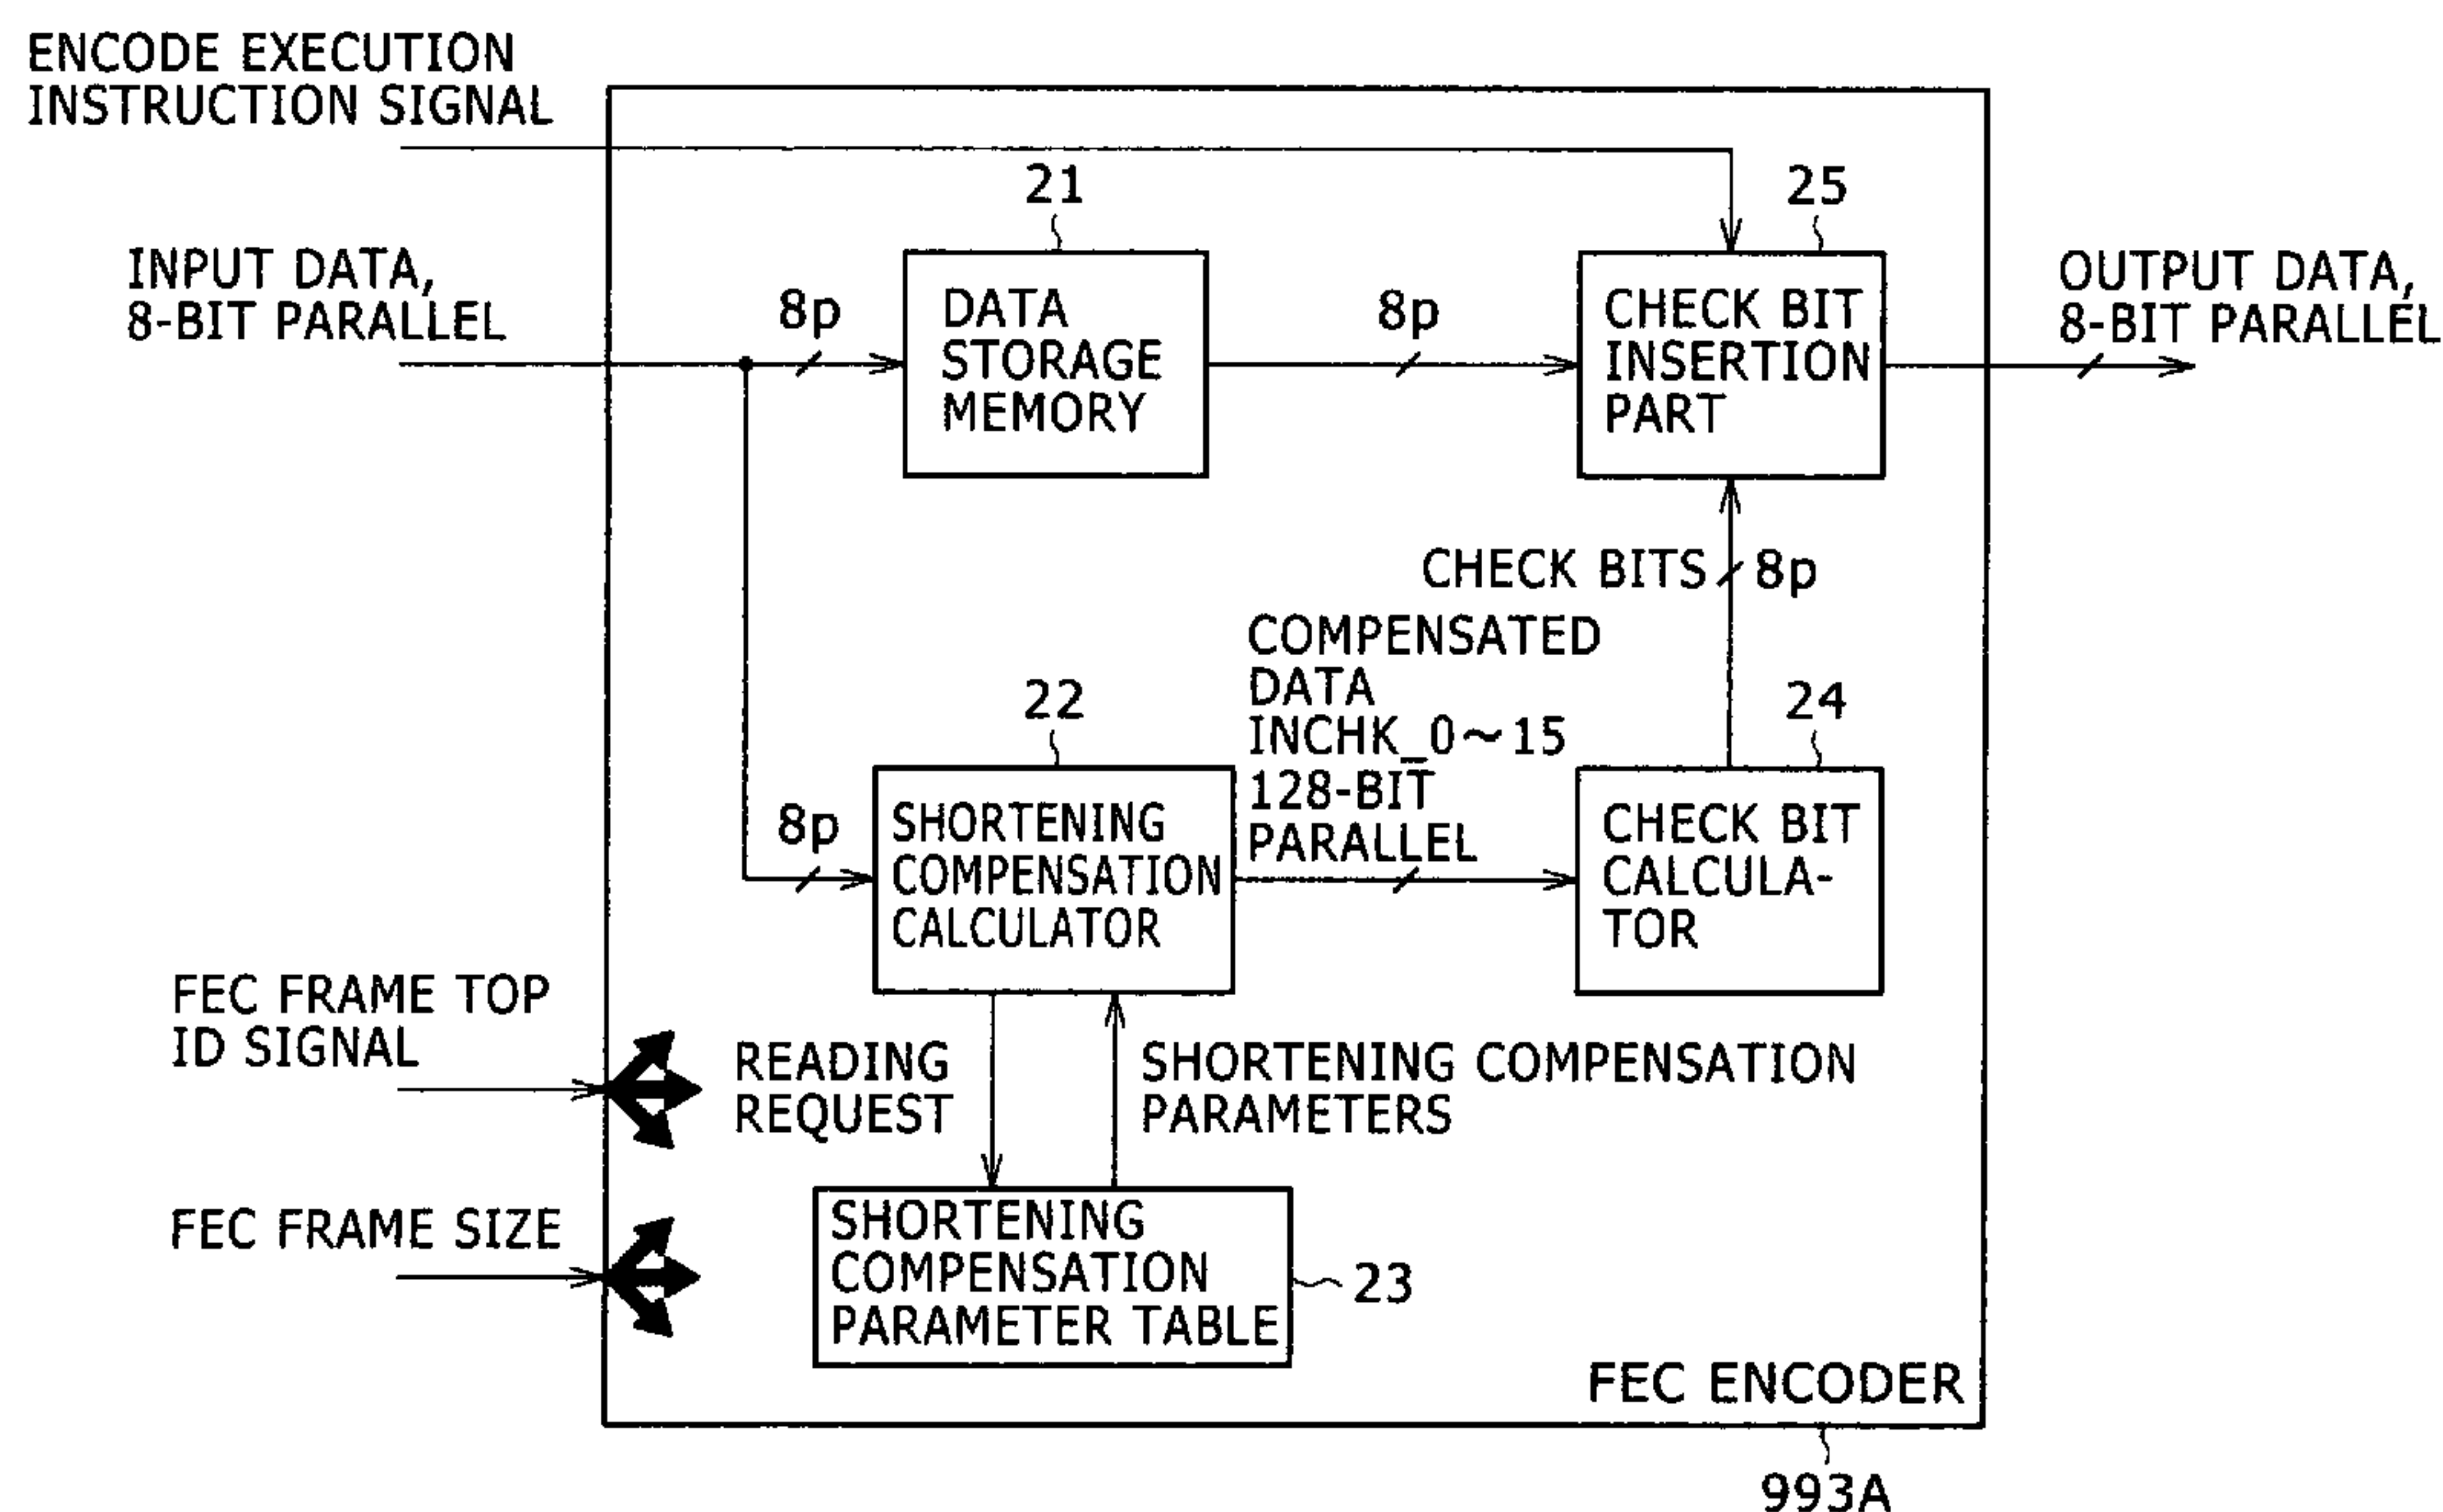 ENCODE EXECUTION
INSTRUCTION SIGNAL
21
25
INPUT DATA,
8-BIT PARALLEL
8p
DATA
STORAGE
MEMORY
8p
CHECK BIT
INSERTION
PART
OUTPUT DATA,
8-BIT PARALLEL
CHECK BITS
8p
COMPENSATED
DATA
INCHK_0~15
128-BIT
PARALLEL
22
24
8p
SHORTENING
COMPENSATION
CALCULATOR
CHECK BIT
CALCULA-
TOR
FEC FRAME TOP
ID SIGNAL
READING
REQUEST
SHORTENING COMPENSATION
PARAMETERS
FEC FRAME SIZE
SHORTENING
COMPENSATION
PARAMETER TABLE
23
FEC ENCODER
993A